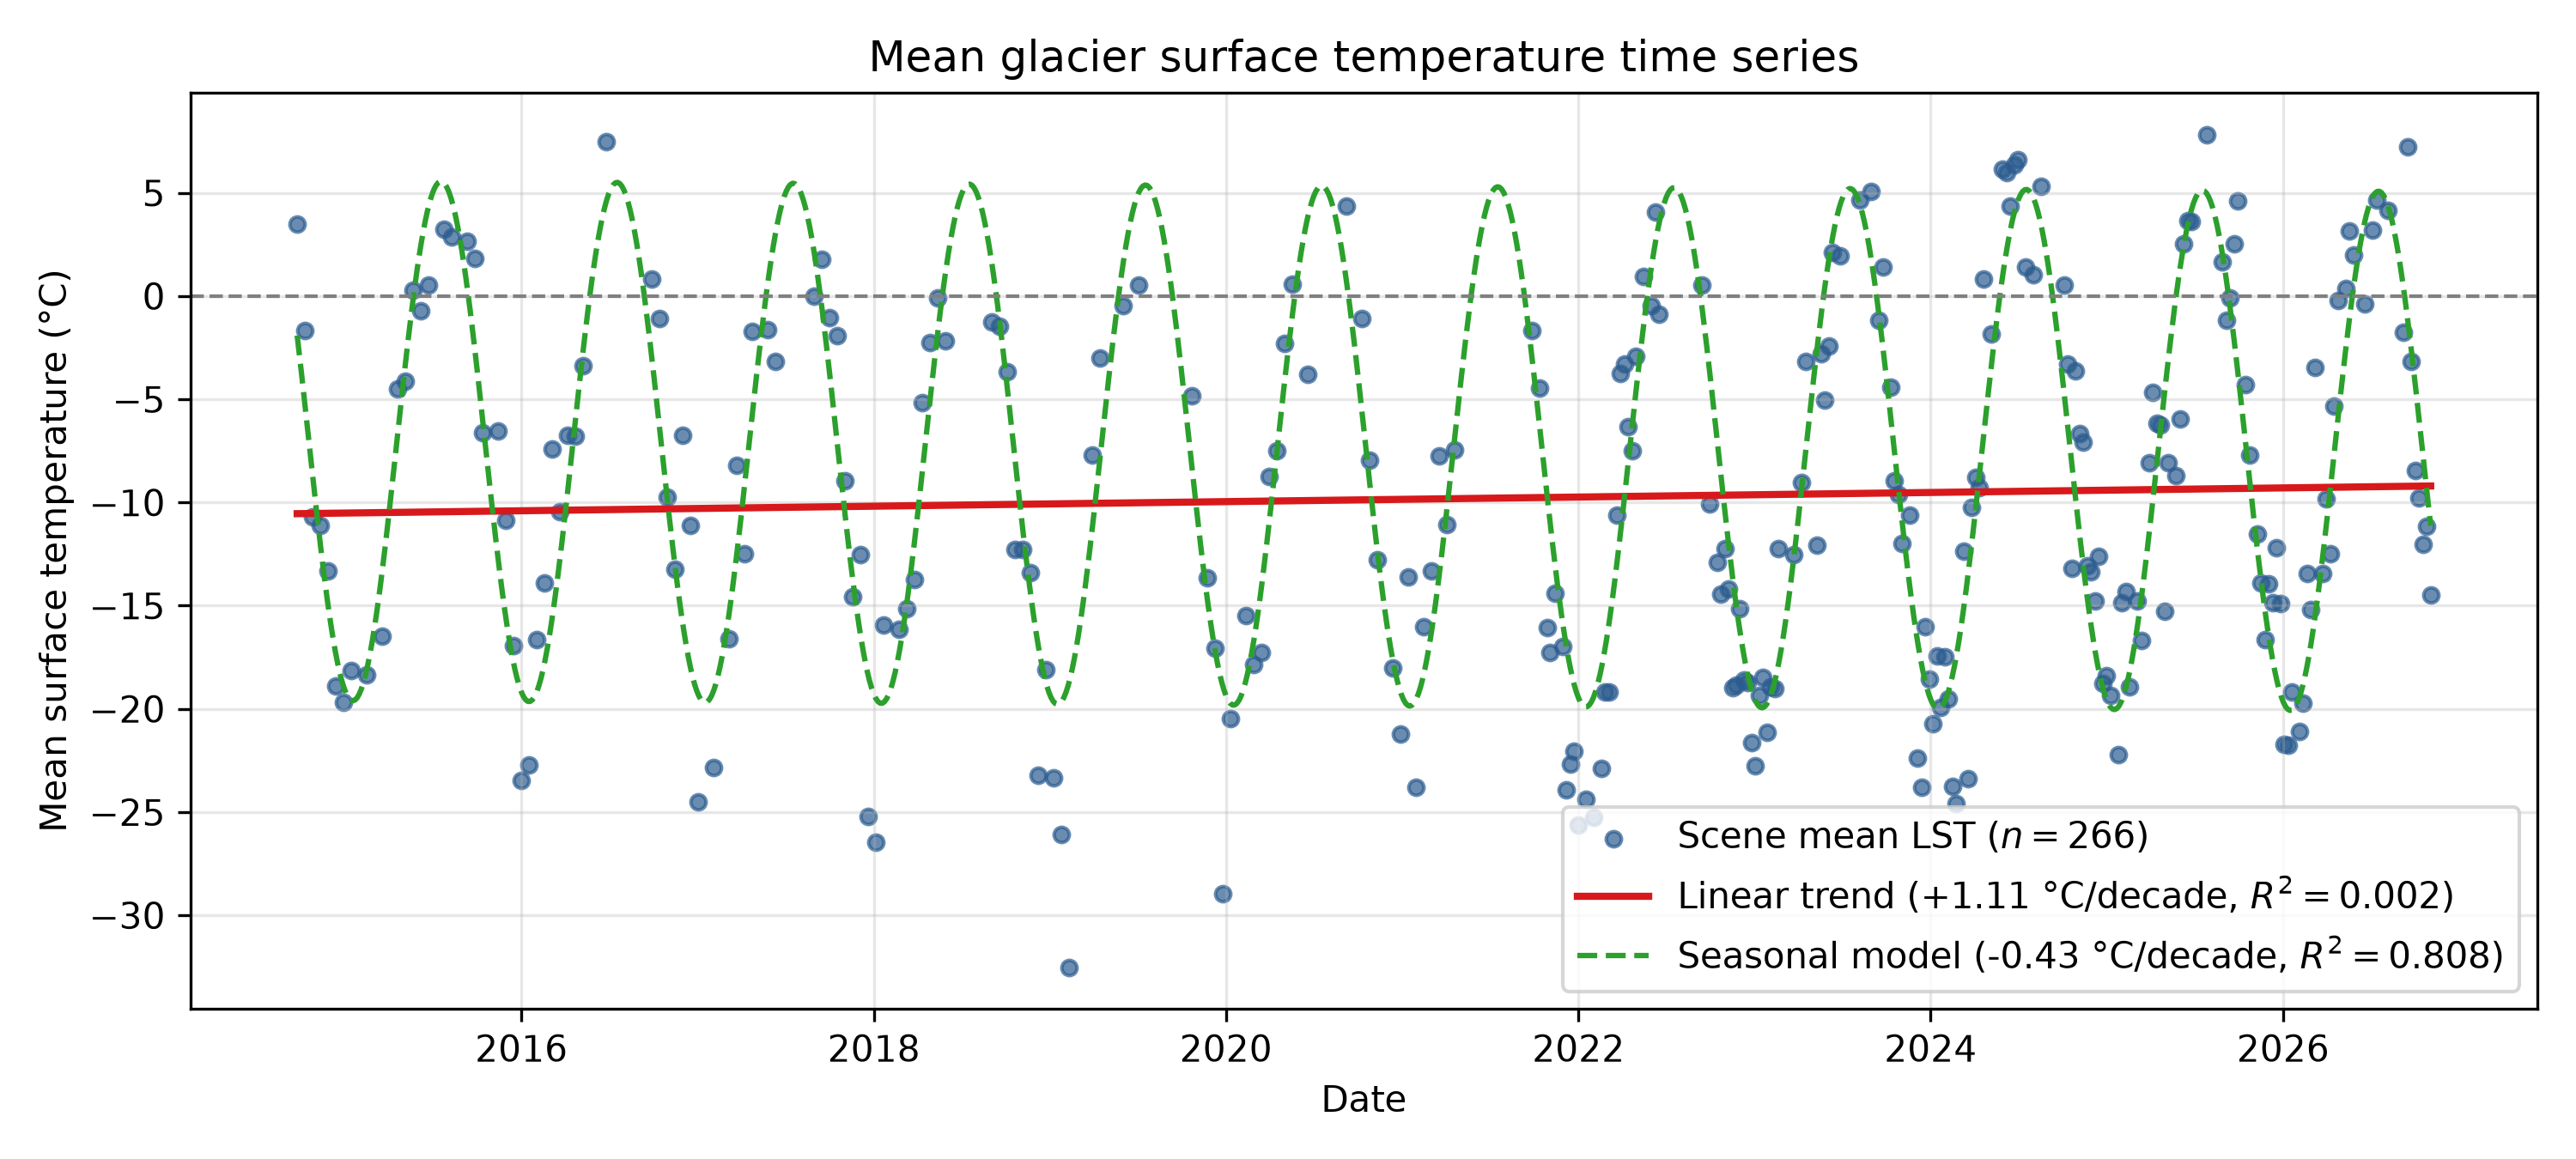 Mean glacier surface temperature time series
Mean surface temperature (°C)
5
0
−5
−10
−15
−20
−25
−30
Scene mean LST (n = 266)
Linear trend (+1.11 °C/decade, R² = 0.002)
Seasonal model (-0.43 °C/decade, R² = 0.808)
2016 2018 2020 2022 2024 2026
Date